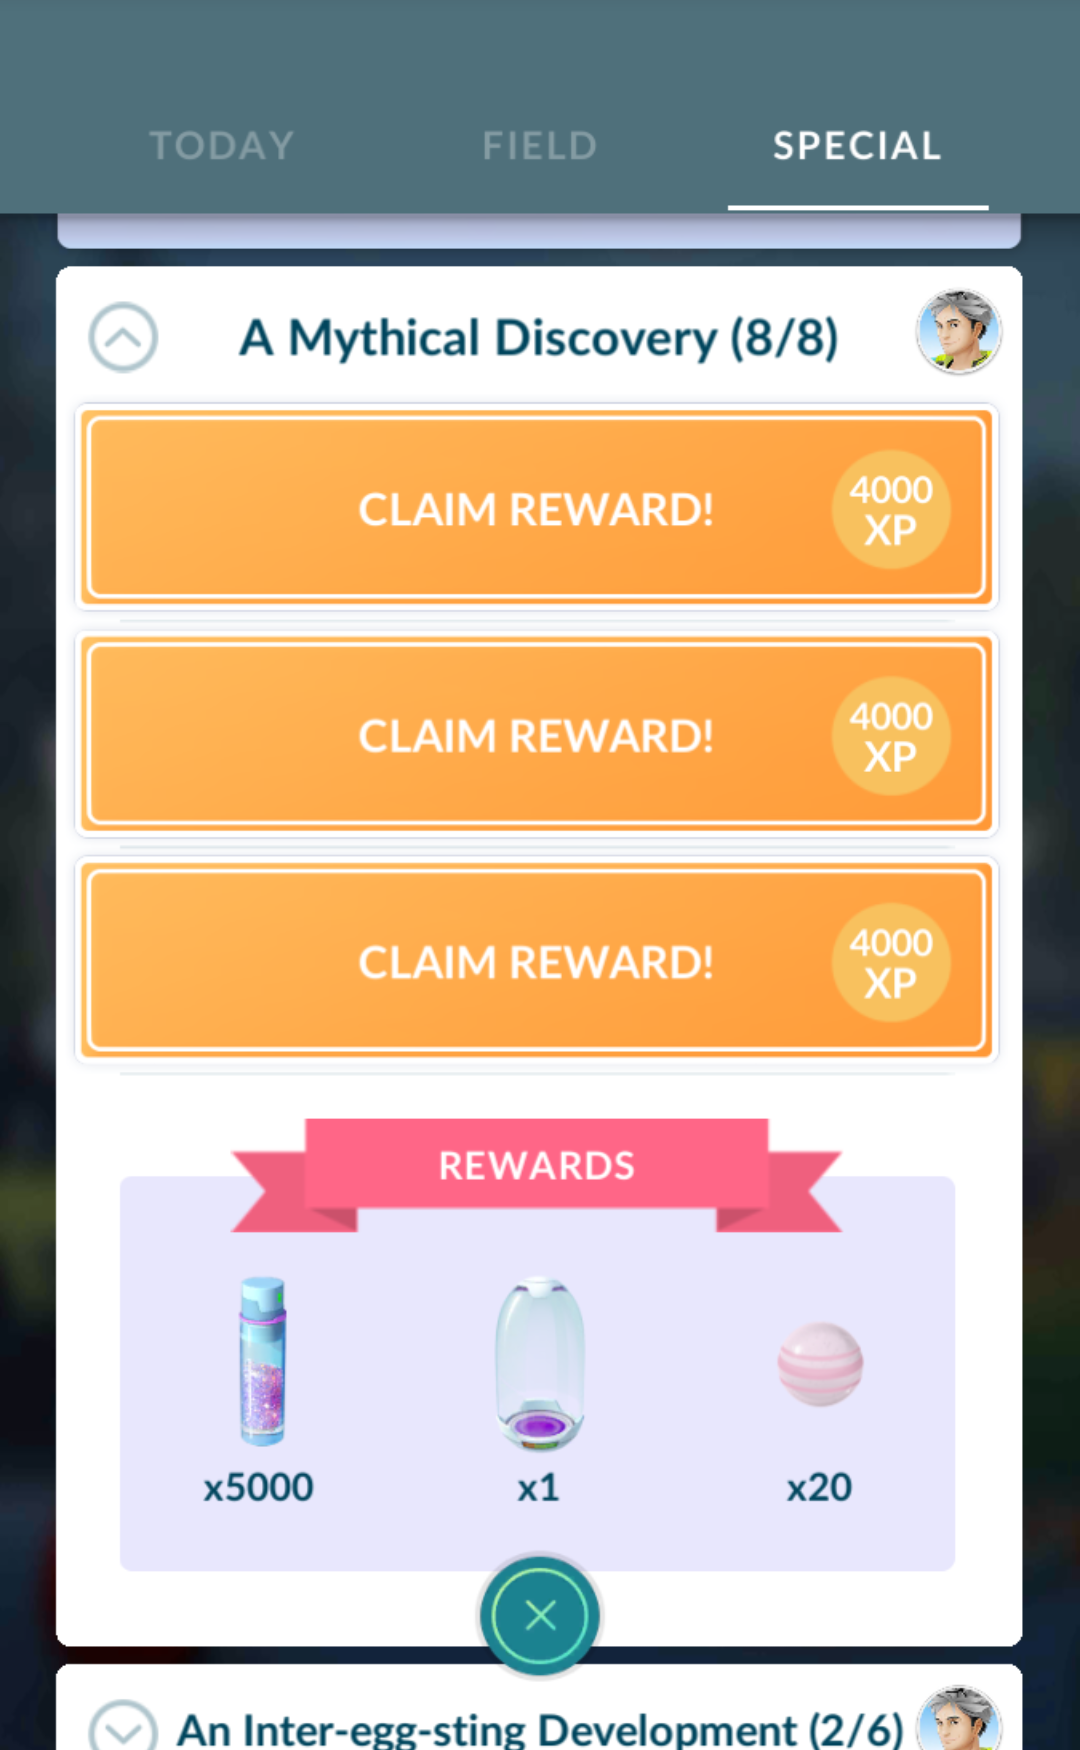 TODAY FIELD SPECIAL
A Mythical Discovery (8/8)
CLAIM REWARD!
4000
XP
CLAIM REWARD!
4000
XP
CLAIM REWARD!
4000
XP
REWARDS
x5000 x1 x20
An Inter-egg-sting Development (2/6)